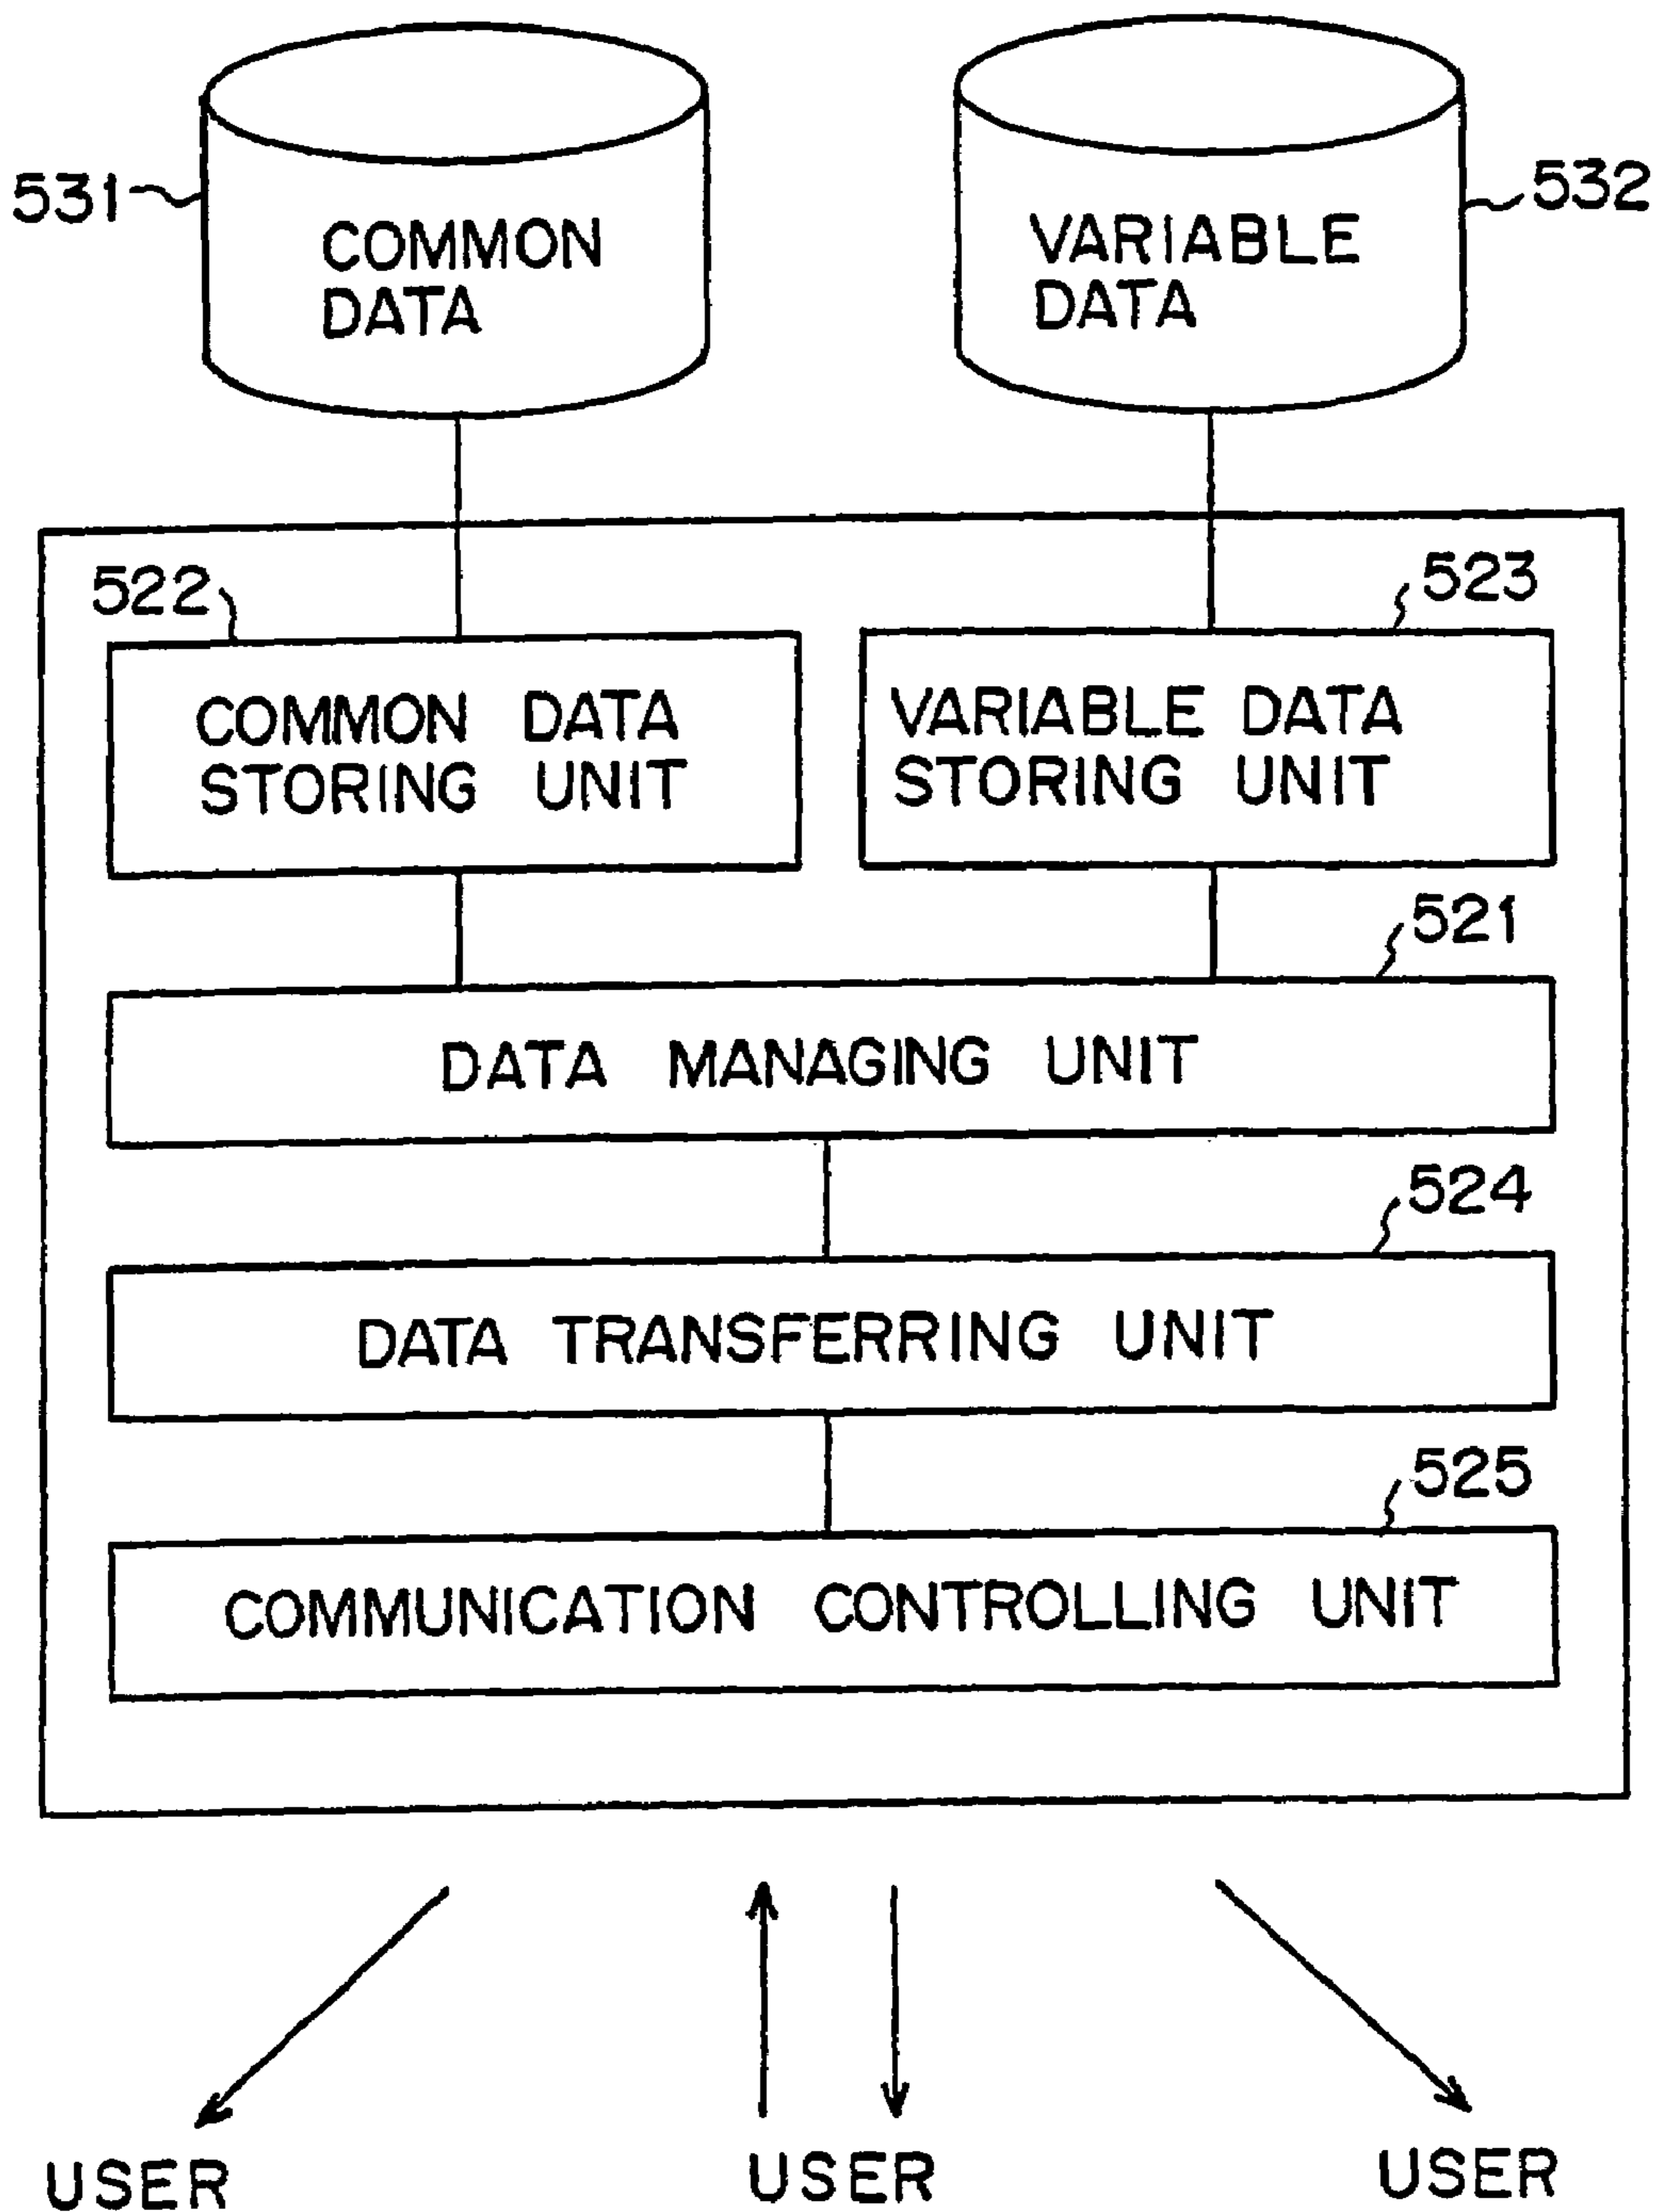 531
COMMON
DATA
VARIABLE
DATA
532
522
COMMON DATA
STORING UNIT
523
VARIABLE DATA
STORING UNIT
521
DATA MANAGING UNIT
524
DATA TRANSFERRING UNIT
525
COMMUNICATION CONTROLLING UNIT
USER
USER
USER